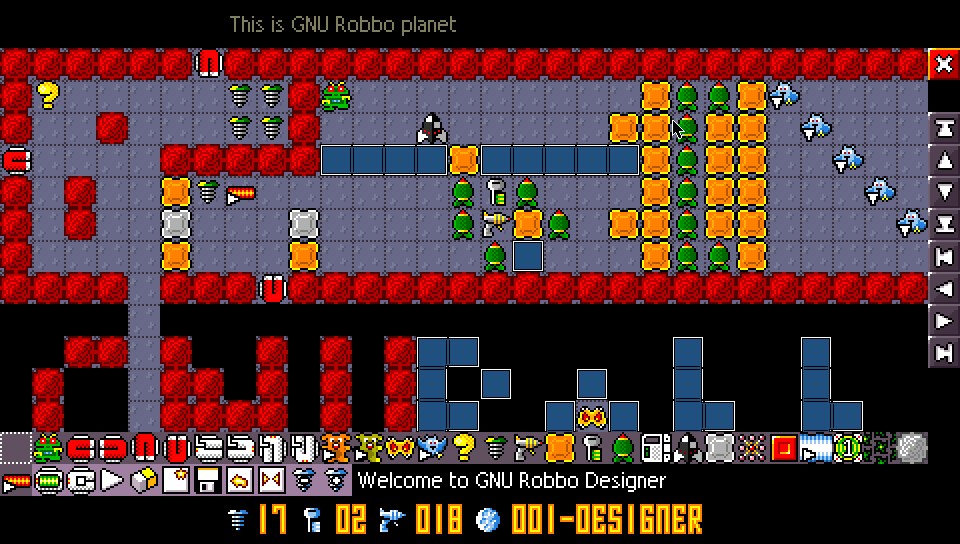 This is GNU Robbo planet
Welcome to GNU Robbo Designer
17 02 018 001-DESIGNER